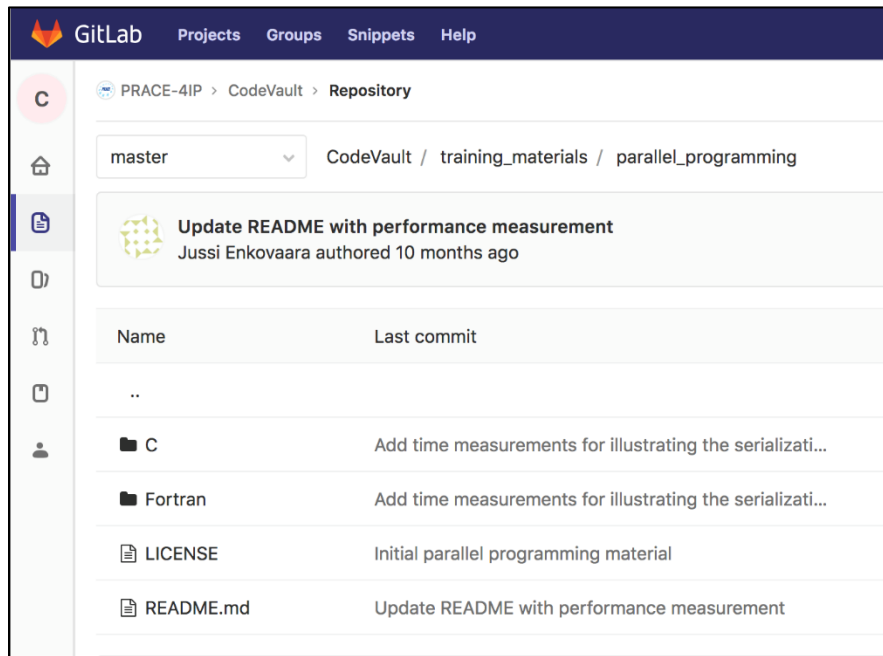 GitLab Projects Groups Snippets Help
C
PRACE-4IP > CodeVault > Repository
master
CodeVault / training_materials / parallel_programming
Update README with performance measurement
Jussi Enkovaara authored 10 months ago
Name Last commit
..
C Add time measurements for illustrating the serializati...
Fortran Add time measurements for illustrating the serializati...
LICENSE Initial parallel programming material
README.md Update README with performance measurement